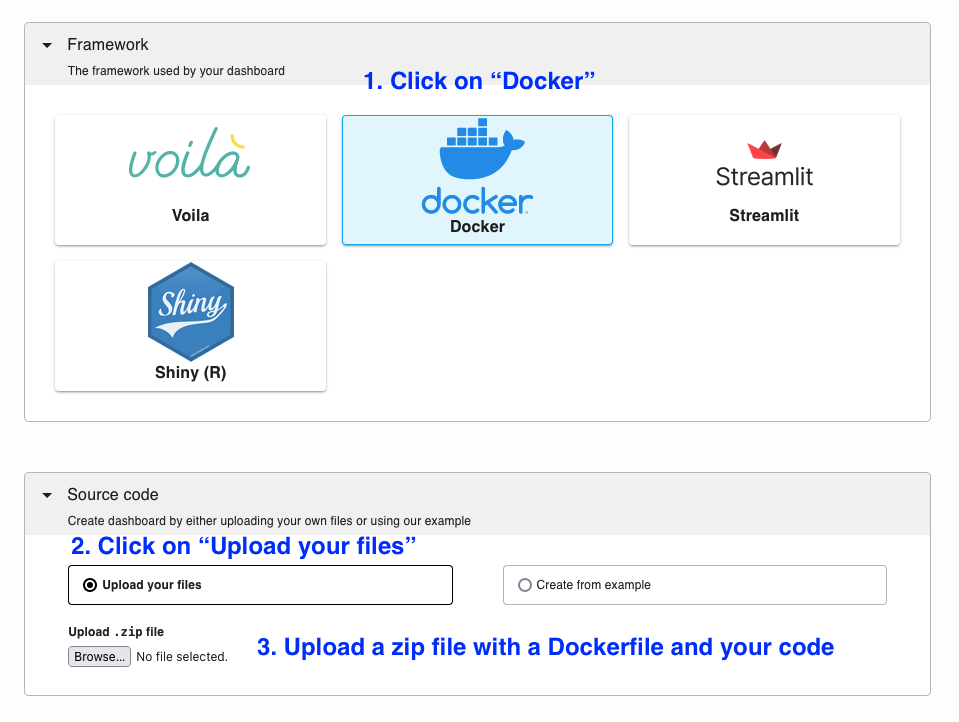 Framework
The framework used by your dashboard
1. Click on “Docker”
voilà
docker
Streamlit
Voila
Docker
Streamlit
Shiny
Shiny (R)
Source code
Create dashboard by either uploading your own files or using our example
2. Click on “Upload your files”
Upload your files
Create from example
Upload .zip file
Browse... No file selected.
3. Upload a zip file with a Dockerfile and your code